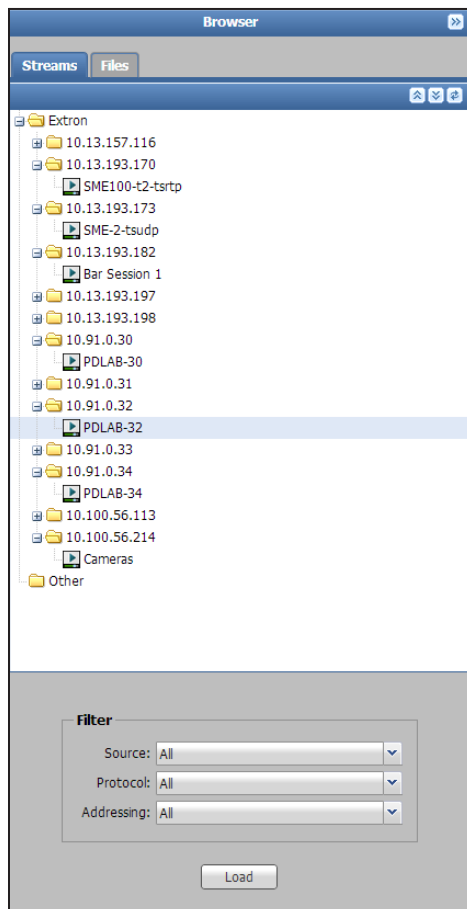 Browser
Streams Files
Extron
10.13.157.116
10.13.193.170
SME100-t2-tsrtp
10.13.193.173
SME-2-tsudp
10.13.193.182
Bar Session 1
10.13.193.197
10.13.193.198
10.91.0.30
PDLAB-30
10.91.0.31
10.91.0.32
PDLAB-32
10.91.0.33
10.91.0.34
PDLAB-34
10.100.56.113
10.100.56.214
Cameras
Other
Filter
Source: All
Protocol: All
Addressing: All
Load